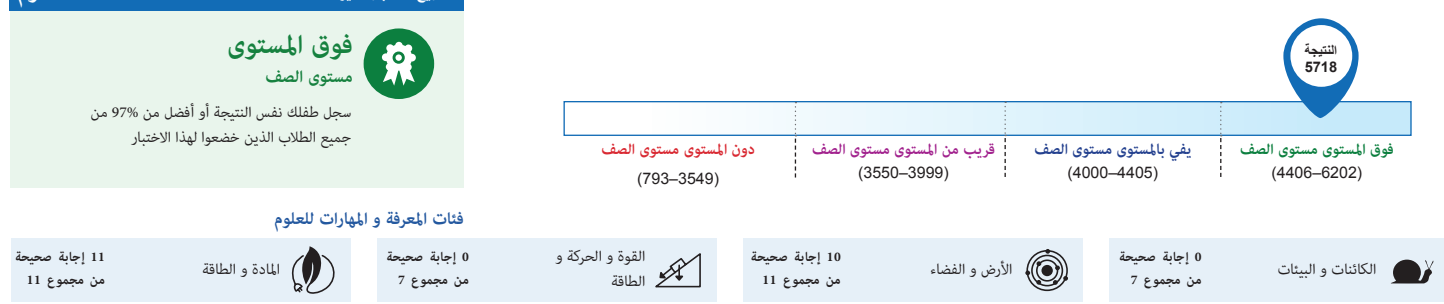 فوق المستوى
مستوى الصف
سجل طفلك نفس النتيجة أو أفضل من 97% من
جميع الطلاب الذين خضعوا لهذا الاختبار
النتيجة
5718
دون المستوى مستوى الصف
(793–3549)
قريب من المستوى مستوى الصف
(3550–3999)
يفي بالمستوى مستوى الصف
(4000–4405)
فوق المستوى مستوى الصف
(4406–6202)
فئات المعرفة و المهارات للعلوم
الكائنات و البيئات
0 إجابة صحيحة
من مجموع 7
الأرض و الفضاء
10 إجابة صحيحة
من مجموع 11
القوة و الحركة و
الطاقة
0 إجابة صحيحة
من مجموع 7
المادة و الطاقة
11 إجابة صحيحة
من مجموع 11